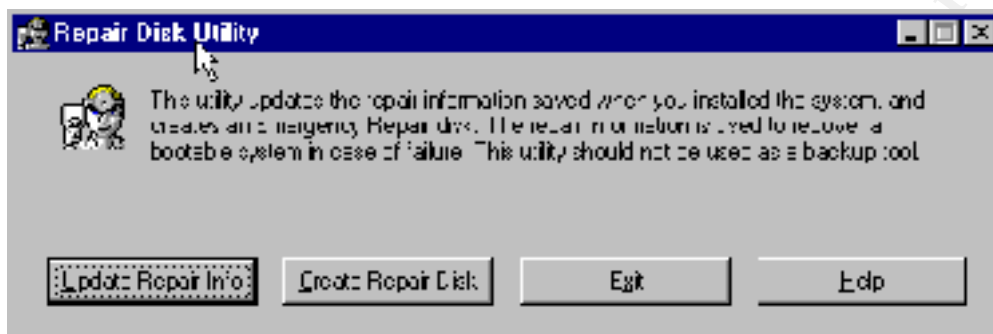 Repair Disk Utility
This utility updates the repair information saved when you installed the system, and
creates an Emergency Repair disk. The repair information is used to recover a
bootable system in case of failure. This utility should not be used as a backup tool.
Update Repair Info
Create Repair Disk
Exit
Help